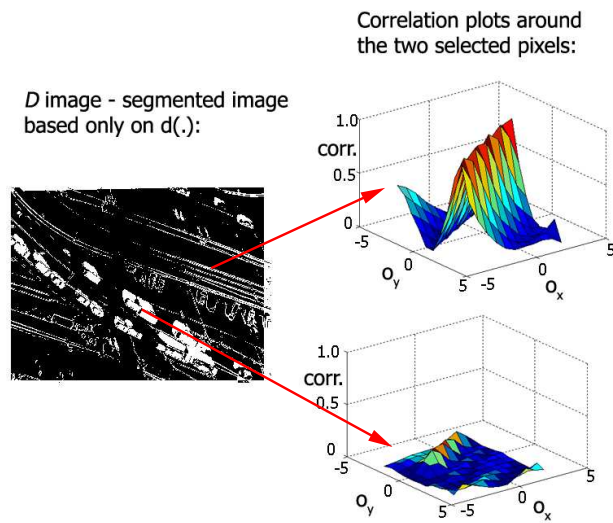 Correlation plots around
the two selected pixels:
D image - segmented image
based only on d(.):
1.0
corr.
0.5
0
-5
0
5
-5
0
5
o_y
o_x
1.0
corr.
0.5
0
-5
0
5
-5
0
5
o_y
o_x